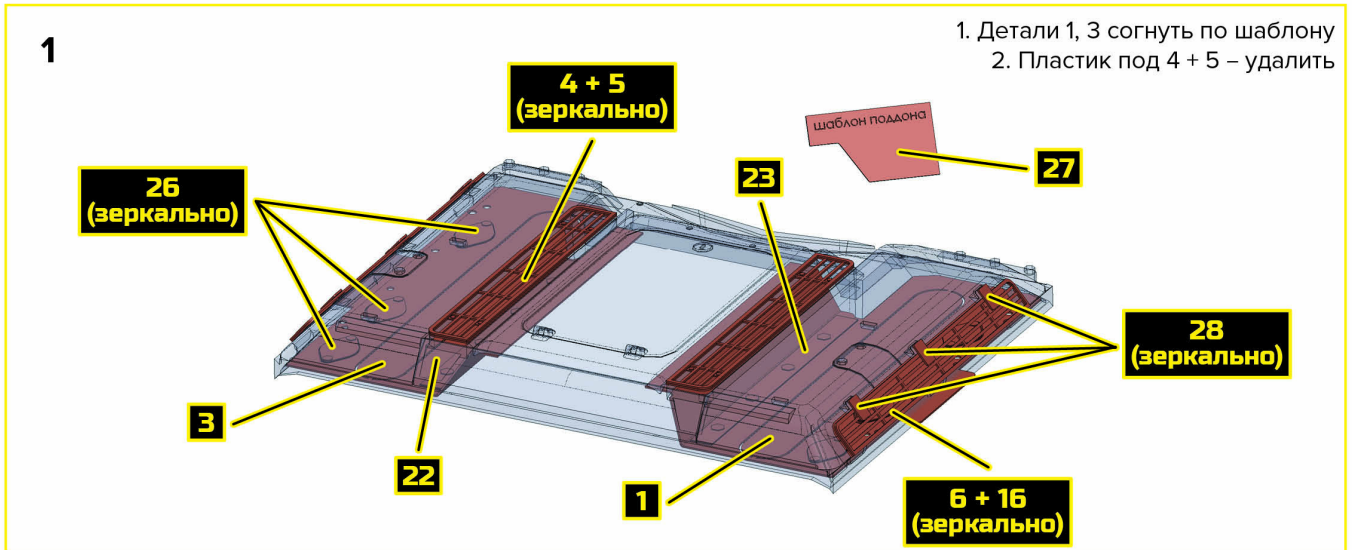 1
1. Детали 1, 3 согнуть по шаблону
2. Пластик под 4 + 5 – удалить
4 + 5
(зеркально)
шаблон поддона
27
23
26
(зеркально)
28
(зеркально)
3
22
1
6 + 16
(зеркально)